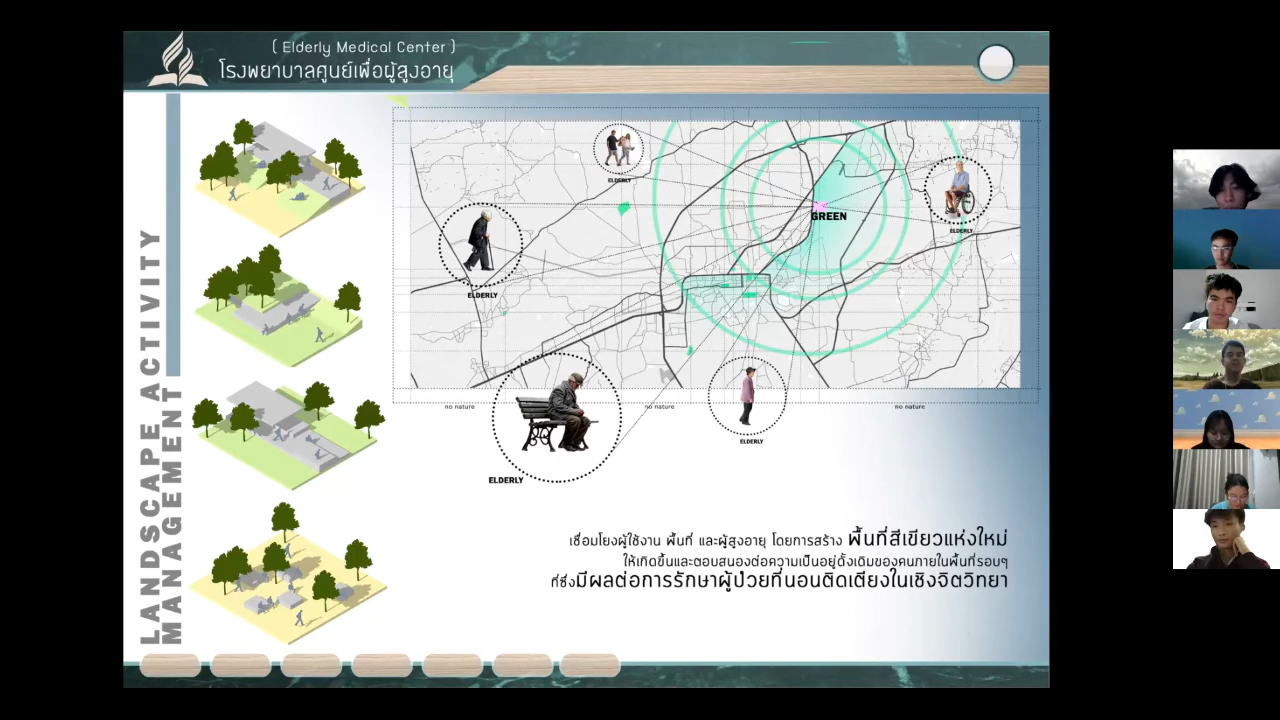 ( Elderly Medical Center )
โรงพยาบาลศูนย์เพื่อผู้สูงอายุ
LANDSCAPE ACTIVITY
MANAGEMENT
ELDERLY
GREEN
ELDERLY
ELDERLY
no nature
no nature
no nature
ELDERLY
ELDERLY
เชื่อมโยงผู้ใช้งาน พื้นที่ และผู้สูงอายุ โดยการสร้าง พื้นที่สีเขียวแห่งใหม่
ให้เกิดขึ้นและตอบสนองต่อความเป็นอยู่ดั้งเดิมของคนภายในพื้นที่รอบๆ
ที่ซึ่งมีผลต่อการรักษาผู้ป่วยที่นอนติดเตียงในเชิงจิตวิทยา